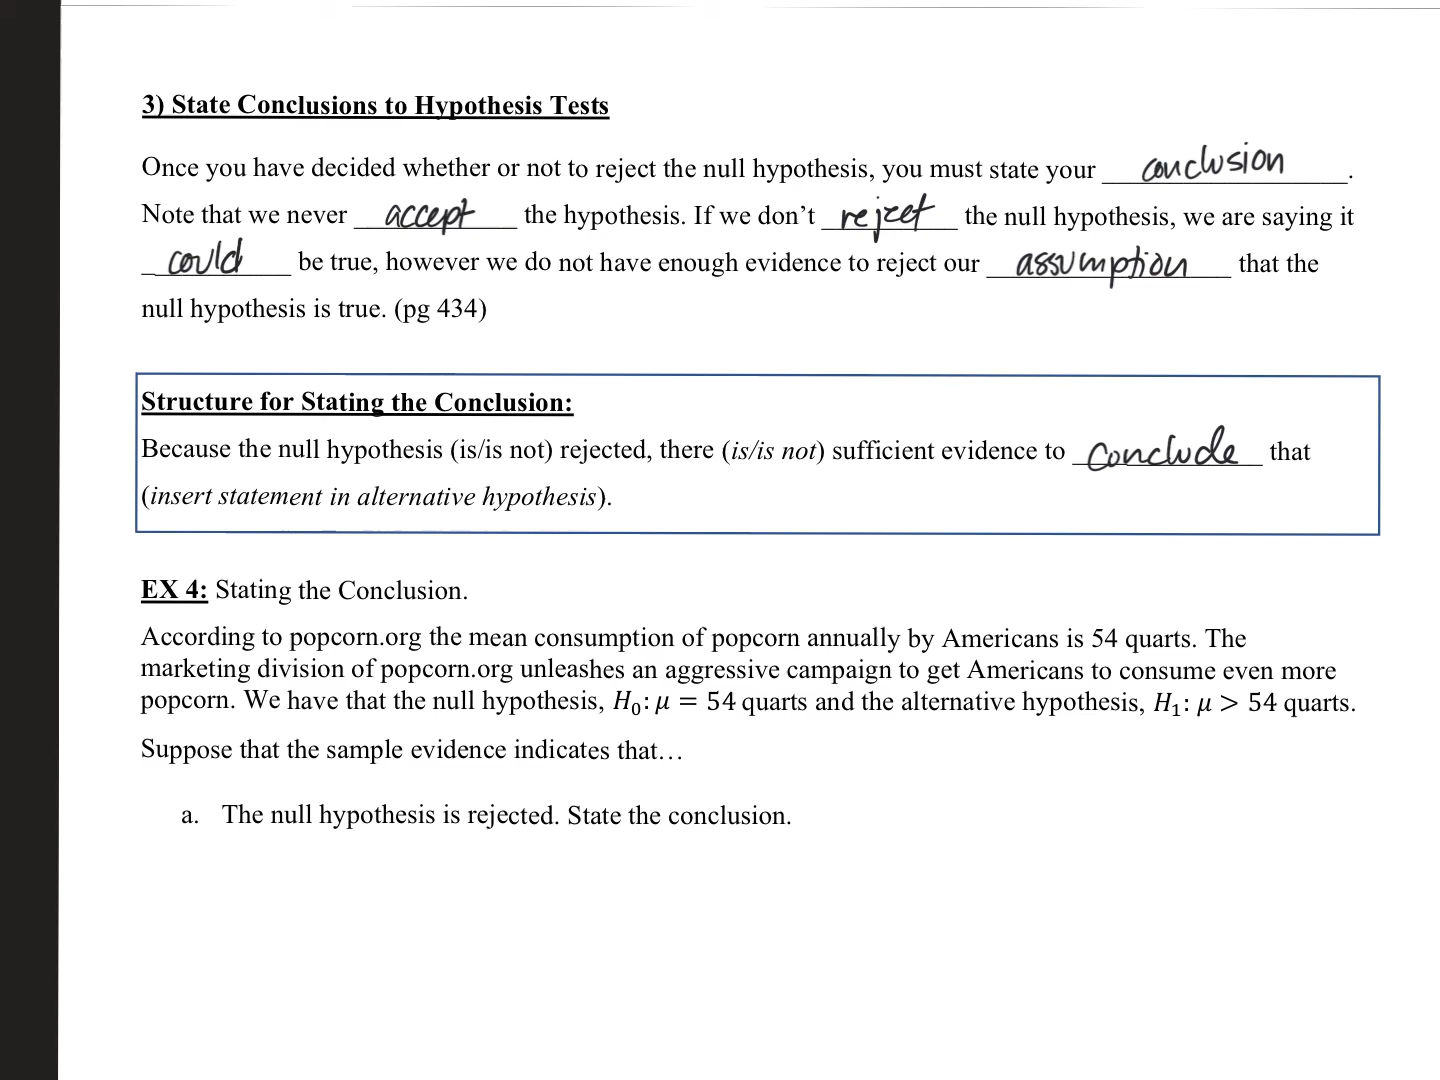 3) State Conclusions to Hypothesis Tests
Once you have decided whether or not to reject the null hypothesis, you must state your conclusion.
Note that we never accept the hypothesis. If we don't reject the null hypothesis, we are saying it
could be true, however we do not have enough evidence to reject our assumption that the
null hypothesis is true. (pg 434)
Structure for Stating the Conclusion:
Because the null hypothesis (is/is not) rejected, there (is/is not) sufficient evidence to conclude that
(insert statement in alternative hypothesis).
EX 4: Stating the Conclusion.
According to popcorn.org the mean consumption of popcorn annually by Americans is 54 quarts. The
marketing division of popcorn.org unleashes an aggressive campaign to get Americans to consume even more
popcorn. We have that the null hypothesis, H₀: μ = 54 quarts and the alternative hypothesis, H₁: μ > 54 quarts.
Suppose that the sample evidence indicates that…
a. The null hypothesis is rejected. State the conclusion.